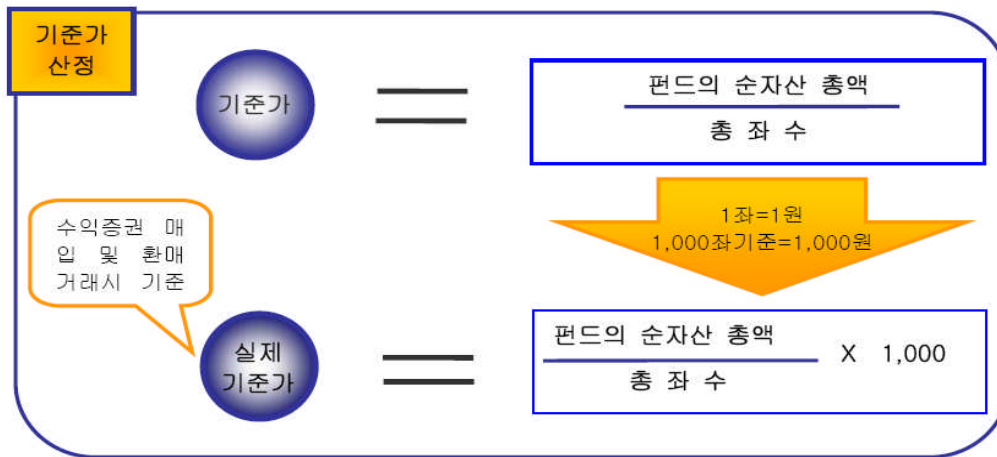 기준가
산정
기준가
펀드의 순자산 총액
총 좌 수
1좌=1원
1,000좌기준=1,000원
수익증권 매
입 및 환매
거래시 기준
실제
기준가
펀드의 순자산 총액
총 좌 수
X 1,000